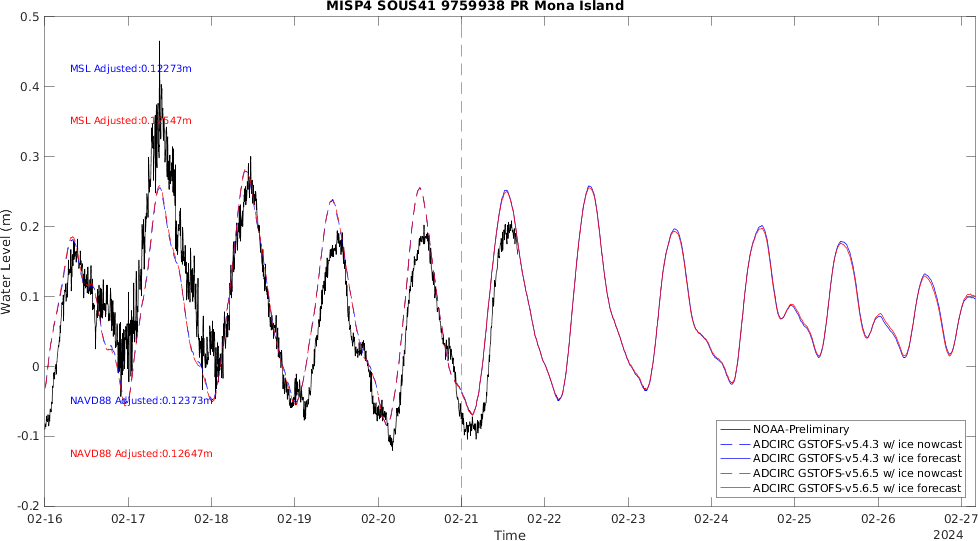 MISP4 SOUS41 9759938 PR Mona Island
Water Level (m)
0.5
0.4
0.3
0.2
0.1
0
-0.1
-0.2
MSL Adjusted:0.12273m
MSL Adjusted:0.12547m
NAVD88 Adjusted:0.12373m
NAVD88 Adjusted:0.12647m
NOAA-Preliminary
ADCIRC GSTOFS-v5.4.3 w/ ice nowcast
ADCIRC GSTOFS-v5.4.3 w/ ice forecast
ADCIRC GSTOFS-v5.6.5 w/ ice nowcast
ADCIRC GSTOFS-v5.6.5 w/ ice forecast
02-16 02-17 02-18 02-19 02-20 02-21 02-22 02-23 02-24 02-25 02-26 02-27
Time
2024